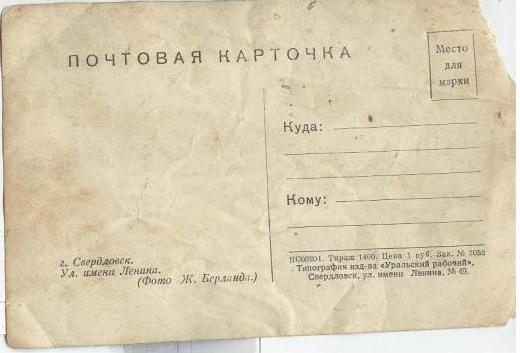 ПОЧТОВАЯ КАРТОЧКА
Место
для
марки
Куда:
Кому:
г. Свердловск.
Ул. имени Ленина.
(Фото Ж. Берланда.)
НС00204. Тираж 1400. Цена 1 руб. Зак. № 7052
Типография изд-ва «Уральский рабочий»,
Свердловск, ул. имени Ленина, № 49.